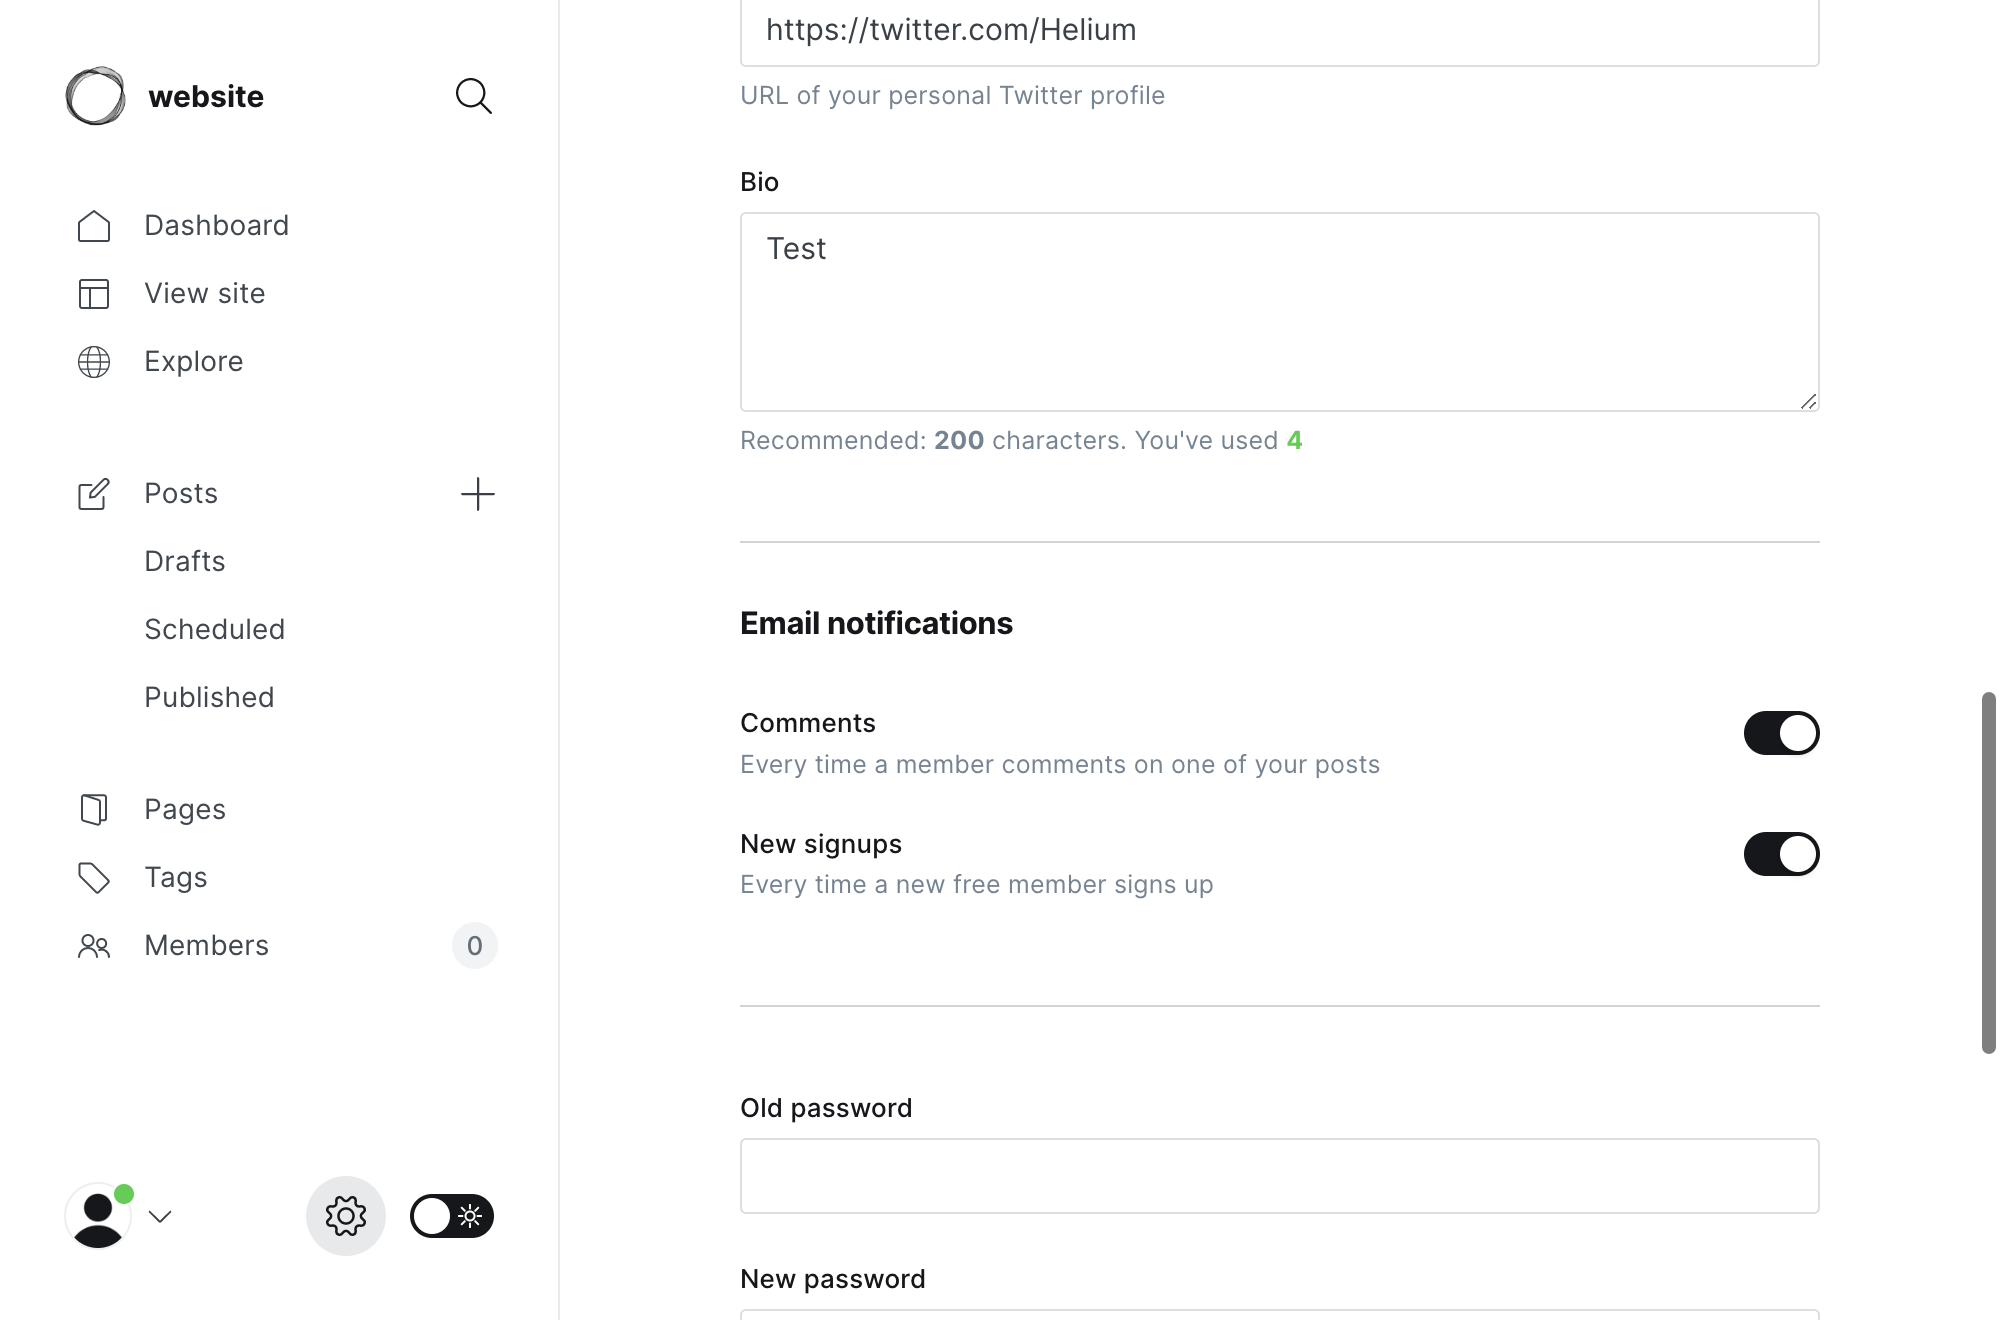 website
Dashboard
View site
Explore
Posts
Drafts
Scheduled
Published
Pages
Tags
Members
0
https://twitter.com/Helium
URL of your personal Twitter profile
Bio
Test
Recommended: 200 characters. You've used 4
Email notifications
Comments
Every time a member comments on one of your posts
New signups
Every time a new free member signs up
Old password
New password